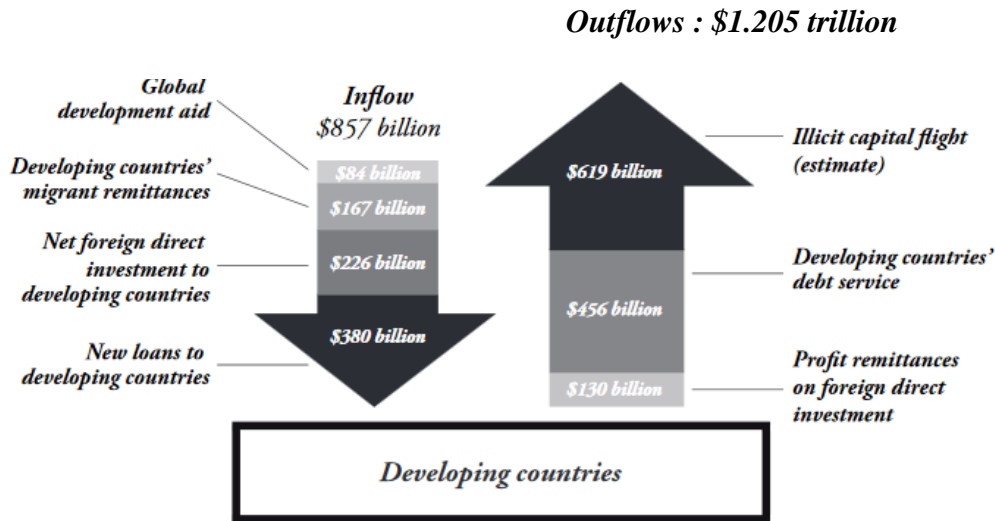 Outflows : $1.205 trillion
Global
development aid
Developing countries'
migrant remittances
Net foreign direct
investment to
developing countries
New loans to
developing countries
Inflow
$857 billion
$84 billion
$167 billion
$226 billion
$380 billion
$619 billion
$456 billion
$130 billion
Illicit capital flight
(estimate)
Developing countries'
debt service
Profit remittances
on foreign direct
investment
Developing countries